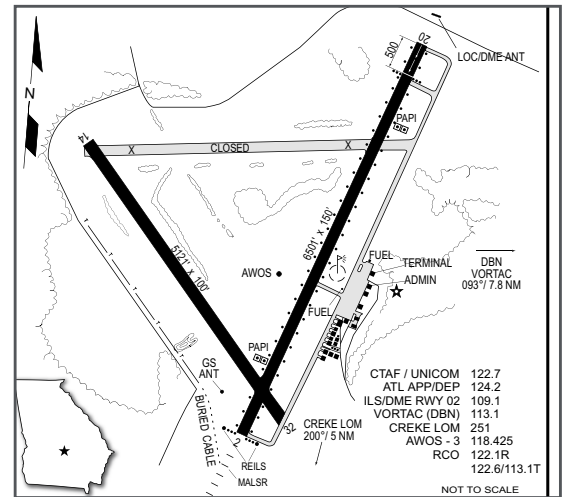 20
500
LOC/DME ANT
N
PAPI
14
X
CLOSED
X
6501' x 150'
5121' x 100'
AWOS
FUEL
TERMINAL
ADMIN
DBN
VORTAC
093°/ 7.8 NM
FUEL
PAPI
GS
ANT
CTAF / UNICOM 122.7
ATL APP/DEP 124.2
ILS/DME RWY 02 109.1
VORTAC (DBN) 113.1
CREKE LOM 251
AWOS - 3 118.425
RCO 122.1R
122.6/113.1T
BURIED CABLE
CREKE LOM
200°/ 5 NM
32
2
REILS
MALSR
NOT TO SCALE